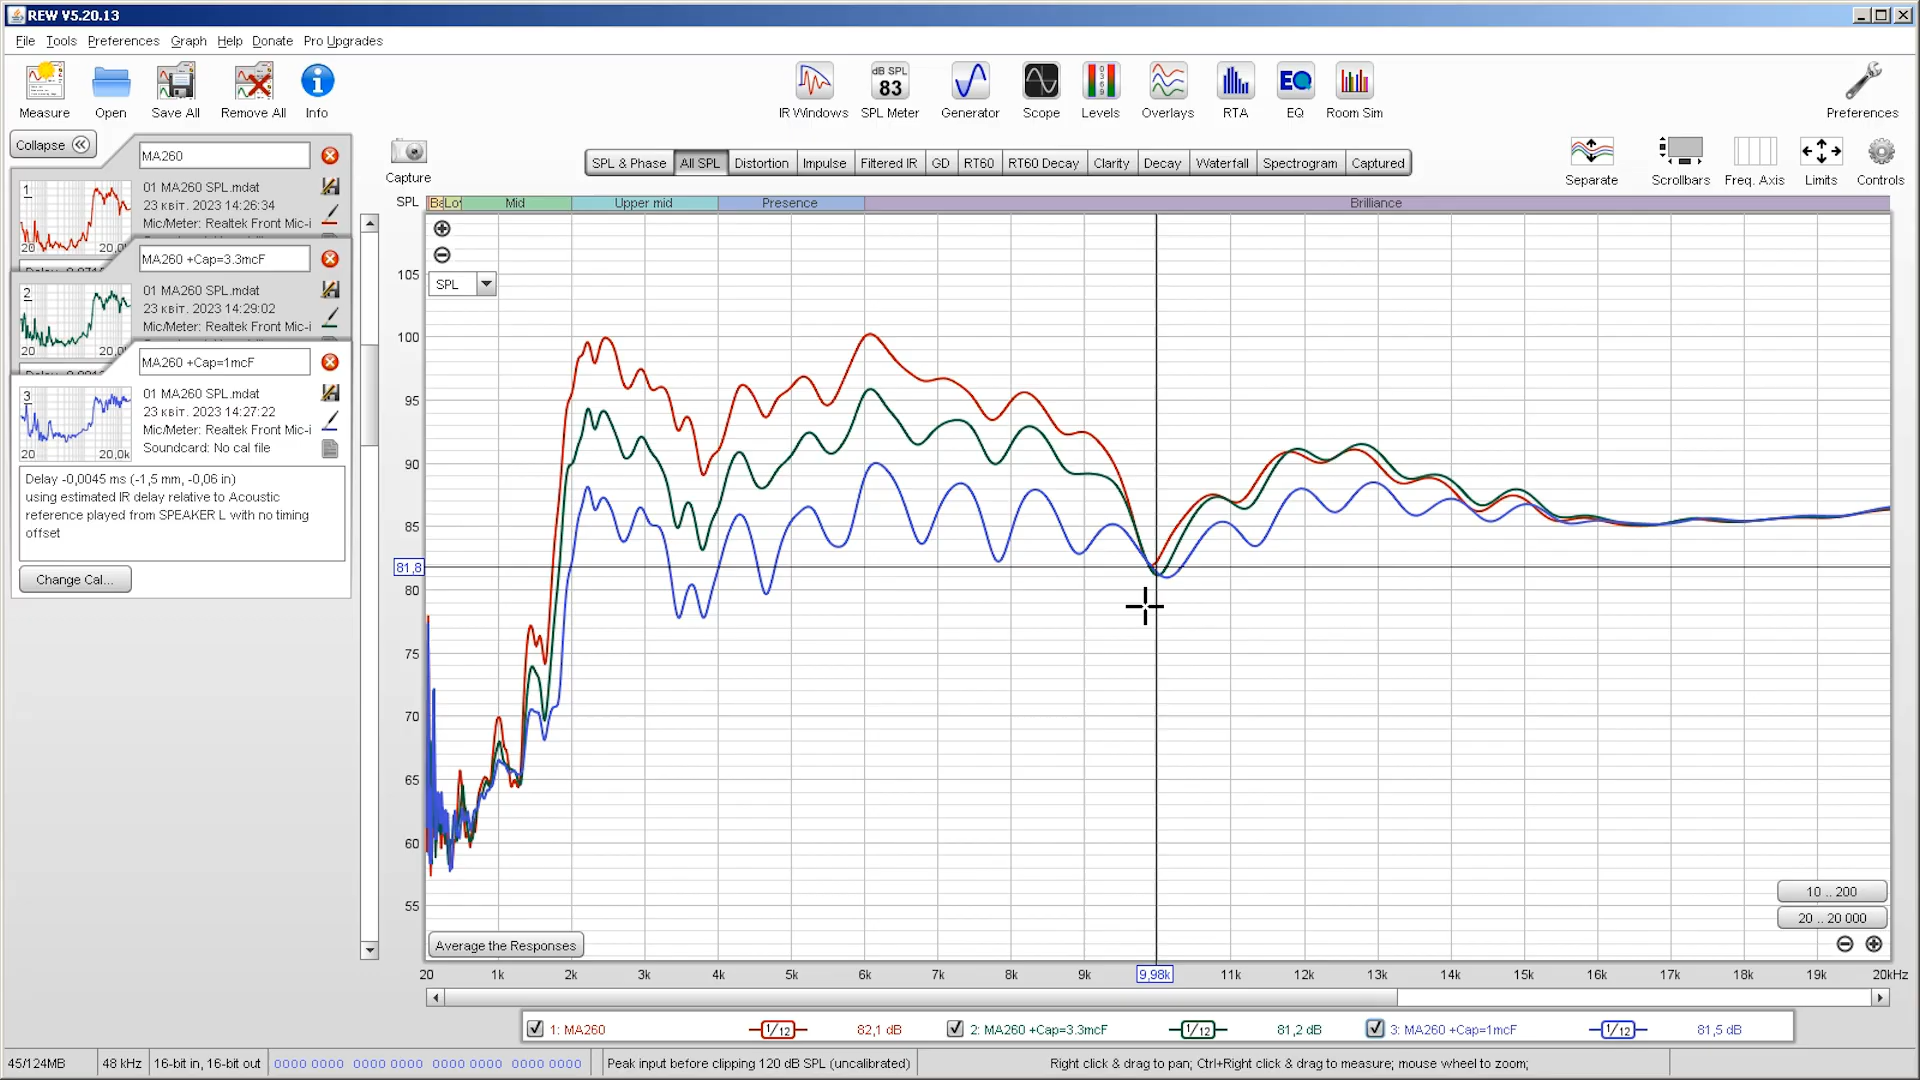 REW V5.20.13
File Tools Preferences Graph Help Donate Pro Upgrades
Measure Open Save All Remove All Info
dB SPL
83
EQ
IR Windows SPL Meter Generator Scope Levels Overlays RTA EQ Room Sim
Preferences
Collapse
MA260
1
01 MA260 SPL.mdat
23 квіт. 2023 14:26:34
Mic/Meter: Realtek Front Mic-i
20 20,0
MA260 +Cap=3.3mcF
2
01 MA260 SPL.mdat
23 квіт. 2023 14:29:02
Mic/Meter: Realtek Front Mic-i
20 20,0
MA260 +Cap=1mcF
3
01 MA260 SPL.mdat
23 квіт. 2023 14:27:22
Mic/Meter: Realtek Front Mic-i
Soundcard: No cal file
20 20,0k
Delay -0,0045 ms (-1,5 mm, -0,06 in)
using estimated IR delay relative to Acoustic
reference played from SPEAKER L with no timing
offset
Change Cal...
Capture
SPL & Phase All SPL Distortion Impulse Filtered IR GD RT60 RT60 Decay Clarity Decay Waterfall Spectrogram Captured
Separate Scrollbars Freq. Axis Limits Controls
SPL
Mid Upper mid Presence Brilliance
SPL
105
100
95
90
85
81,8
80
75
70
65
60
55
10 .. 200
20 .. 20 000
Average the Responses
20 1k 2k 3k 4k 5k 6k 7k 8k 9k 9,98k 11k 12k 13k 14k 15k 16k 17k 18k 19k 20kHz
1: MA260 1/12 82,1 dB 2: MA260 +Cap=3.3mcF 1/12 81,2 dB 3: MA260 +Cap=1mcF 1/12 81,5 dB
45/124MB 48 kHz 16-bit in, 16-bit out 0000 0000 0000 0000 0000 0000 0000 0000 Peak input before clipping 120 dB SPL (uncalibrated) Right click & drag to pan; Ctrl+Right click & drag to measure; mouse wheel to zoom;